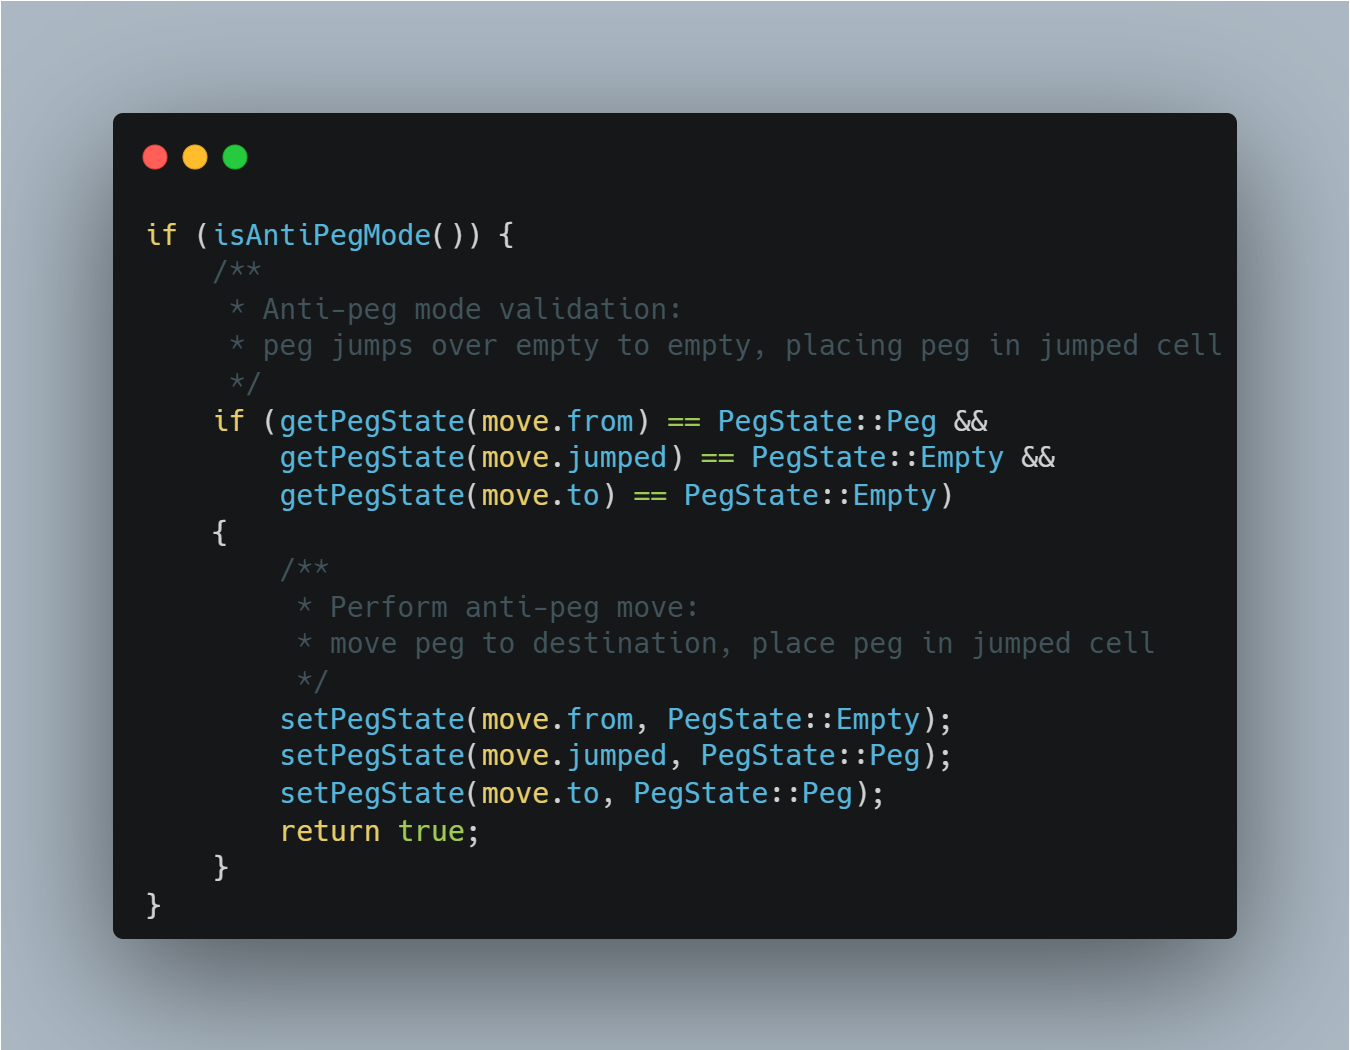 if (isAntiPegMode()) {
    /**
     * Anti-peg mode validation:
     * peg jumps over empty to empty, placing peg in jumped cell
     */
    if (getPegState(move.from) == PegState::Peg &&
        getPegState(move.jumped) == PegState::Empty &&
        getPegState(move.to) == PegState::Empty)
    {
        /**
         * Perform anti-peg move:
         * move peg to destination, place peg in jumped cell
         */
        setPegState(move.from, PegState::Empty);
        setPegState(move.jumped, PegState::Peg);
        setPegState(move.to, PegState::Peg);
        return true;
    }
}